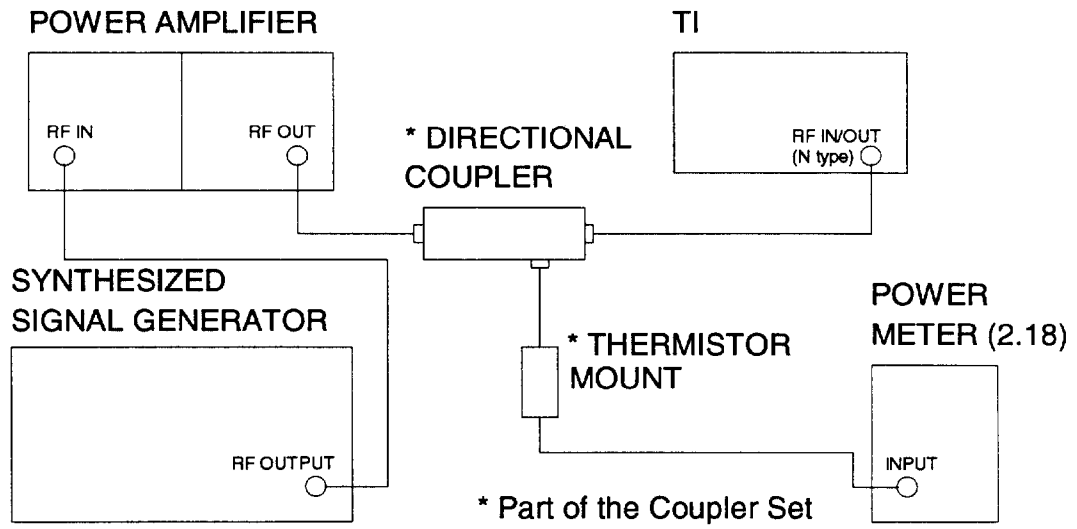 POWER AMPLIFIER
TI
RF IN
RF OUT
* DIRECTIONAL
COUPLER
RF IN/OUT
(N type)
SYNTHESIZED
SIGNAL GENERATOR
POWER
METER (2.18)
* THERMISTOR
MOUNT
RF OUTPUT
INPUT
* Part of the Coupler Set